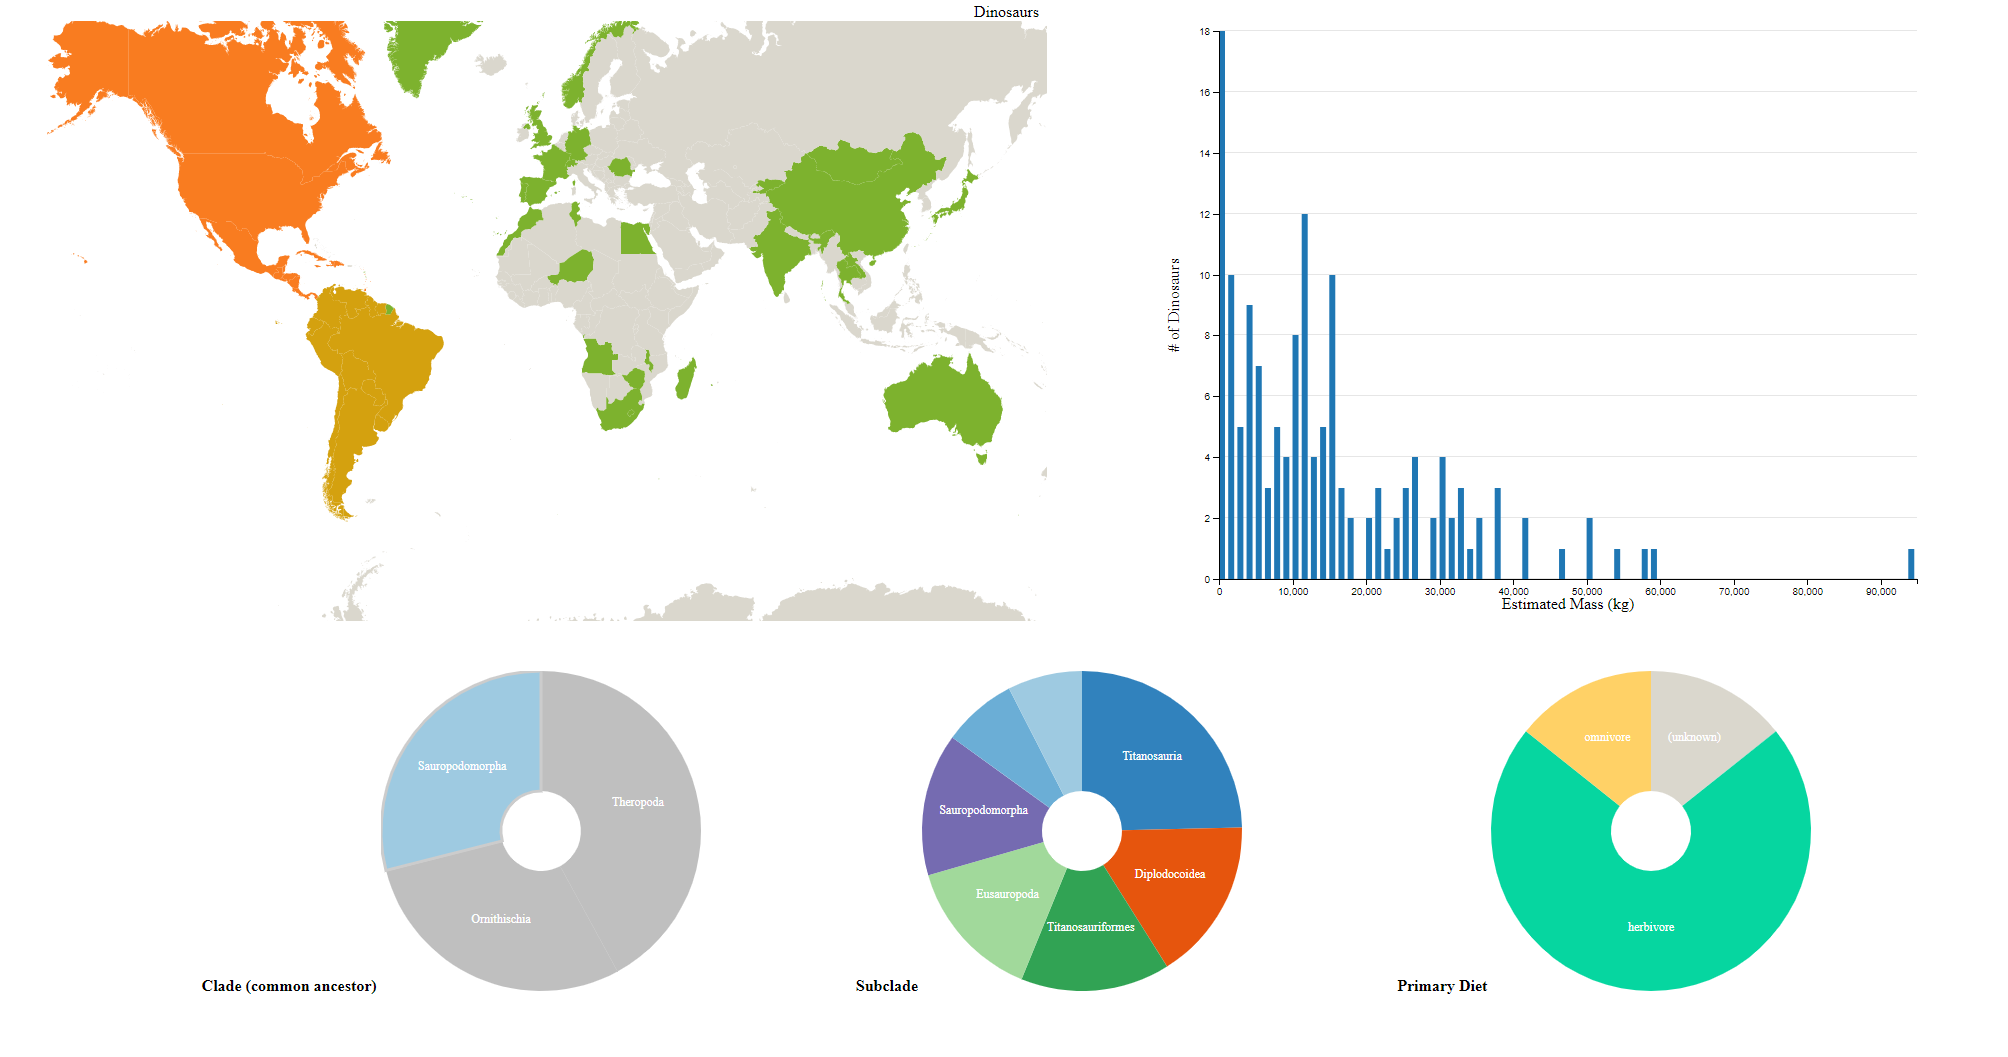 Dinosaurs
18
16
14
12
10
8
6
4
2
0
# of Dinosaurs
0 10,000 20,000 30,000 40,000 50,000 60,000 70,000 80,000 90,000
Estimated Mass (kg)
Sauropodomorpha
Theropoda
Ornithischia
Clade (common ancestor)
Titanosauria
Sauropodomorpha
Diplodocoidea
Eusauropoda
Titanosauriformes
Subclade
omnivore
(unknown)
herbivore
Primary Diet